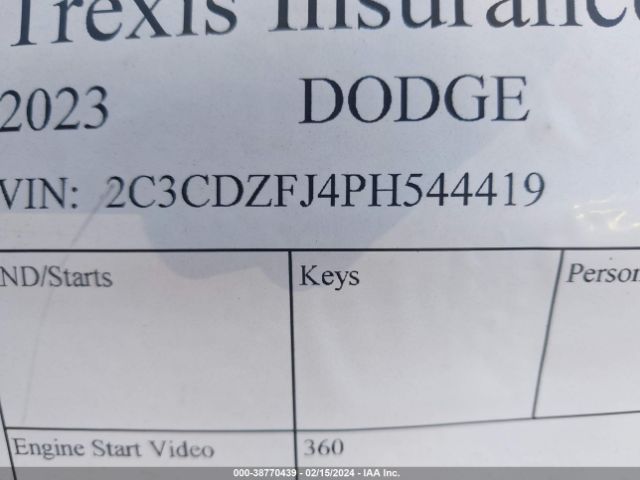 Trexis Insurance
2023 DODGE
VIN: 2C3CDZFJ4PH544419
ND/Starts Keys Person
Engine Start Video 360
000-38770439 - 02/15/2024 - IAA Inc.